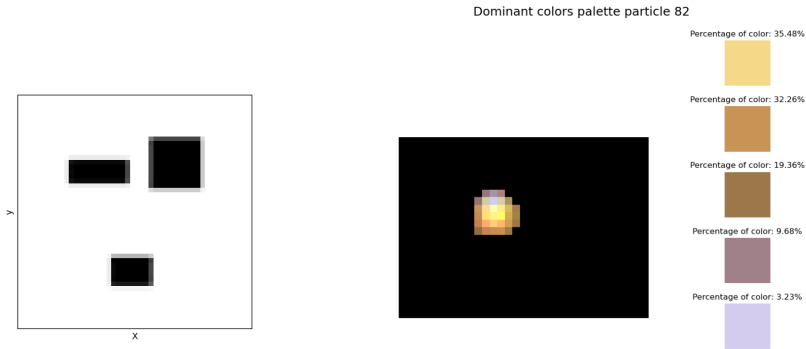 Dominant colors palette particle 82
Percentage of color: 35.48%
Percentage of color: 32.26%
Percentage of color: 19.36%
Percentage of color: 9.68%
Percentage of color: 3.23%
y
X